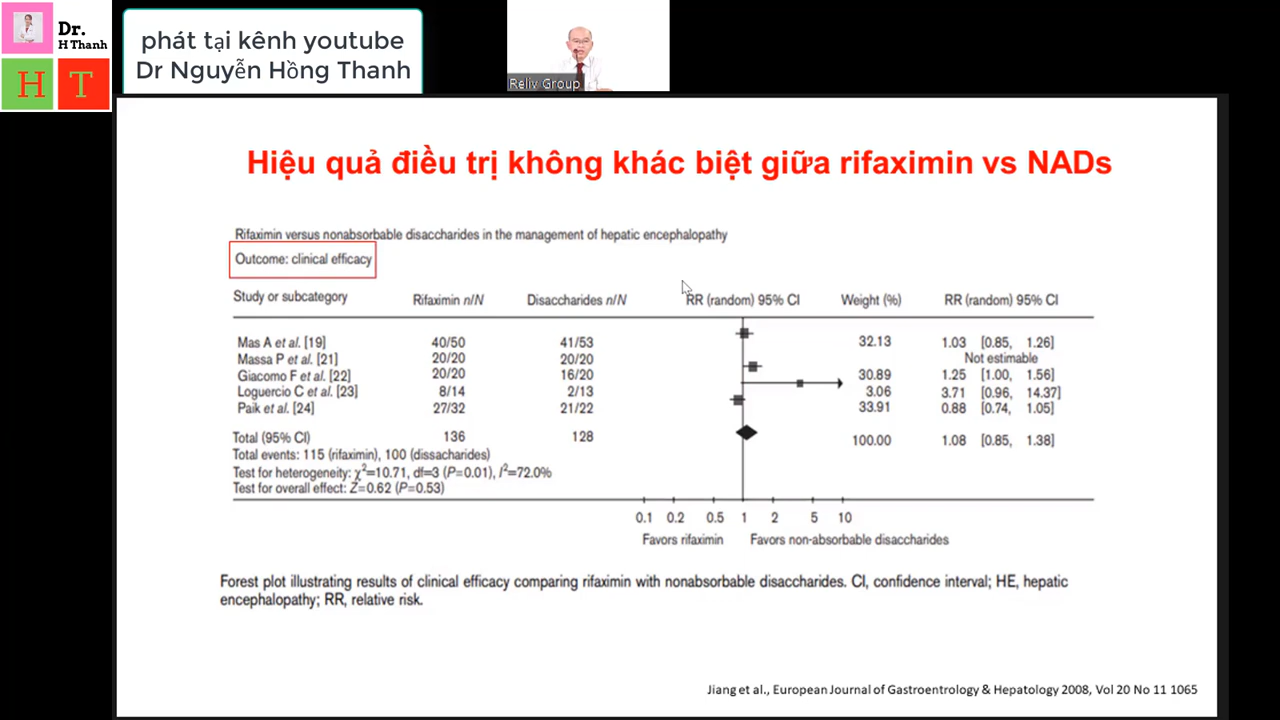 Dr.
H Thanh
H T
phát tại kênh youtube
Dr Nguyễn Hồng Thanh
Reliv Group
Hiệu quả điều trị không khác biệt giữa rifaximin vs NADs
Rifaximin versus nonabsorbable disaccharides in the management of hepatic encephalopathy
Outcome: clinical efficacy
Study or subcategory Rifaximin n/N Disaccharides n/N RR (random) 95% CI Weight (%) RR (random) 95% CI
Mas A et al. [19] 40/50 41/53 32.13 1.03 [0.85, 1.26]
Massa P et al. [21] 20/20 20/20 Not estimable
Giacomo F et al. [22] 20/20 16/20 30.89 1.25 [1.00, 1.56]
Loguercio C et al. [23] 8/14 2/13 3.06 3.71 [0.96, 14.37]
Paik et al. [24] 27/32 21/22 33.91 0.88 [0.74, 1.05]
Total (95% CI) 136 128 100.00 1.08 [0.85, 1.38]
Total events: 115 (rifaximin), 100 (dissacharides)
Test for heterogeneity: χ²=10.71, df=3 (P=0.01), I²=72.0%
Test for overall effect: Z=0.62 (P=0.53)
0.1 0.2 0.5 1 2 5 10
Favors rifaximin Favors non-absorbable disaccharides
Forest plot illustrating results of clinical efficacy comparing rifaximin with nonabsorbable disaccharides. CI, confidence interval; HE, hepatic
encephalopathy; RR, relative risk.
Jiang et al., European Journal of Gastroentrology & Hepatology 2008, Vol 20 No 11 1065